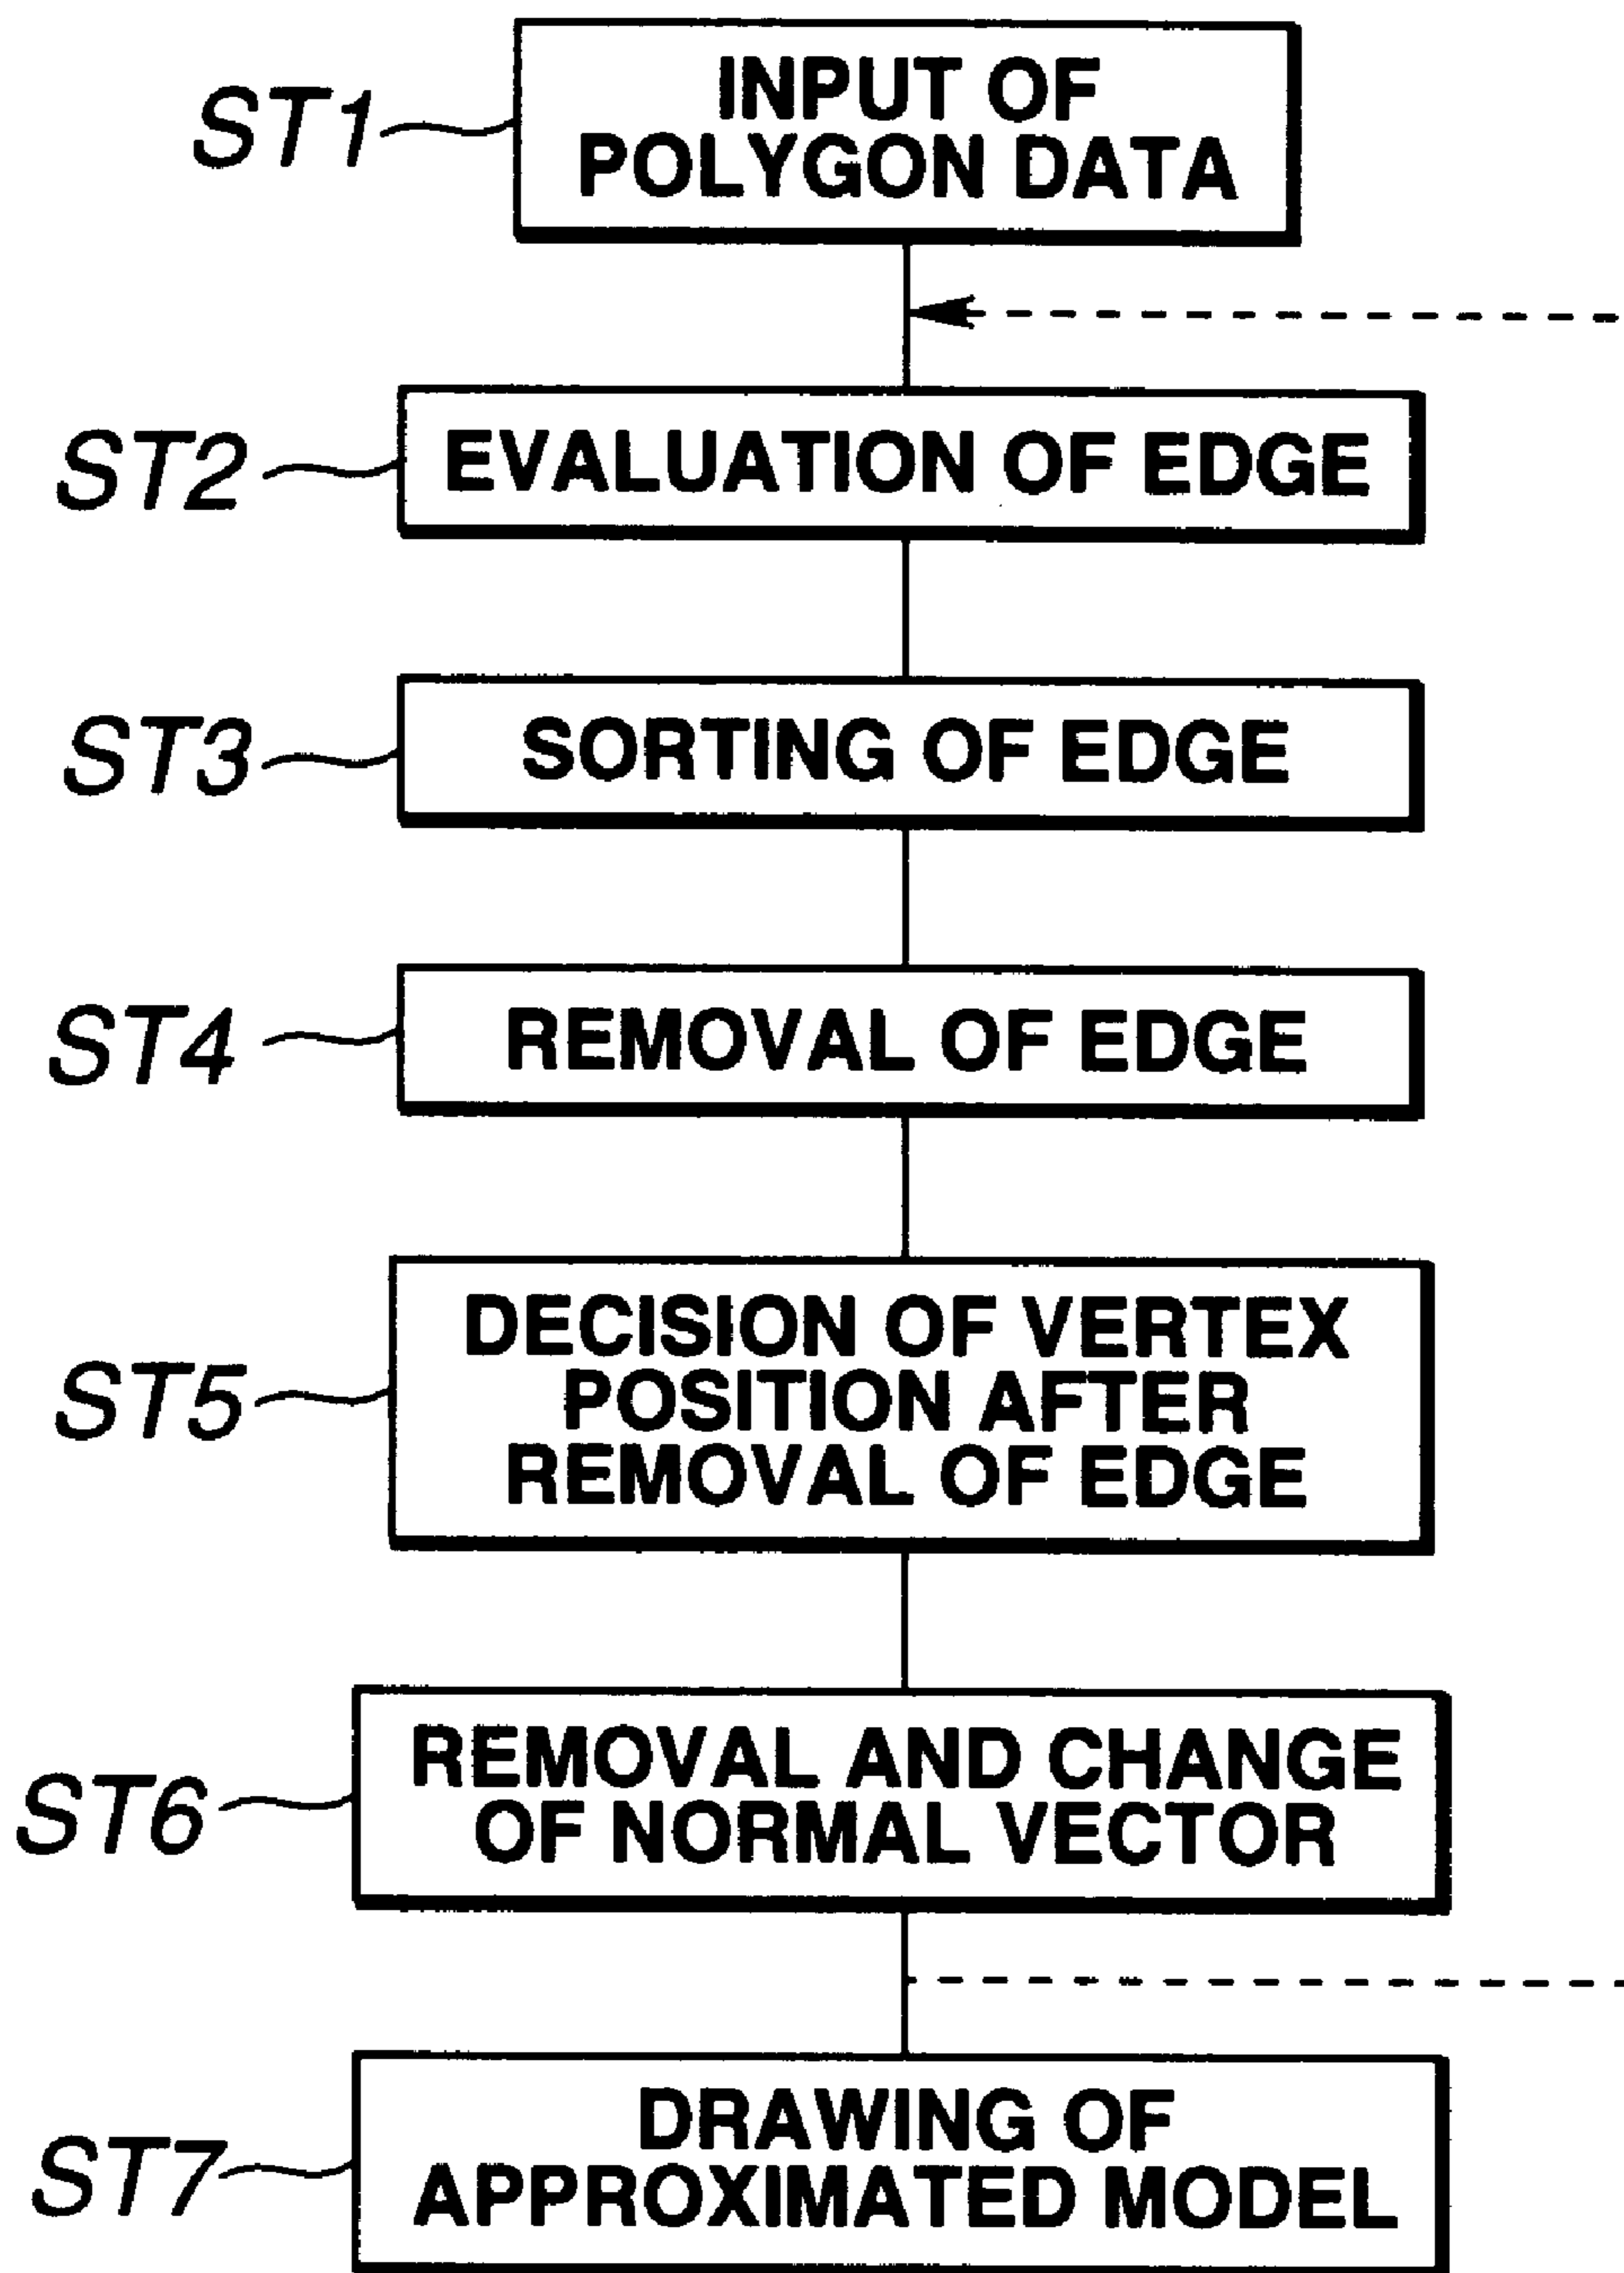 ST1
INPUT OF
POLYGON DATA
ST2
EVALUATION OF EDGE
ST3
SORTING OF EDGE
ST4
REMOVAL OF EDGE
ST5
DECISION OF VERTEX
POSITION AFTER
REMOVAL OF EDGE
ST6
REMOVAL AND CHANGE
OF NORMAL VECTOR
ST7
DRAWING OF
APPROXIMATED MODEL